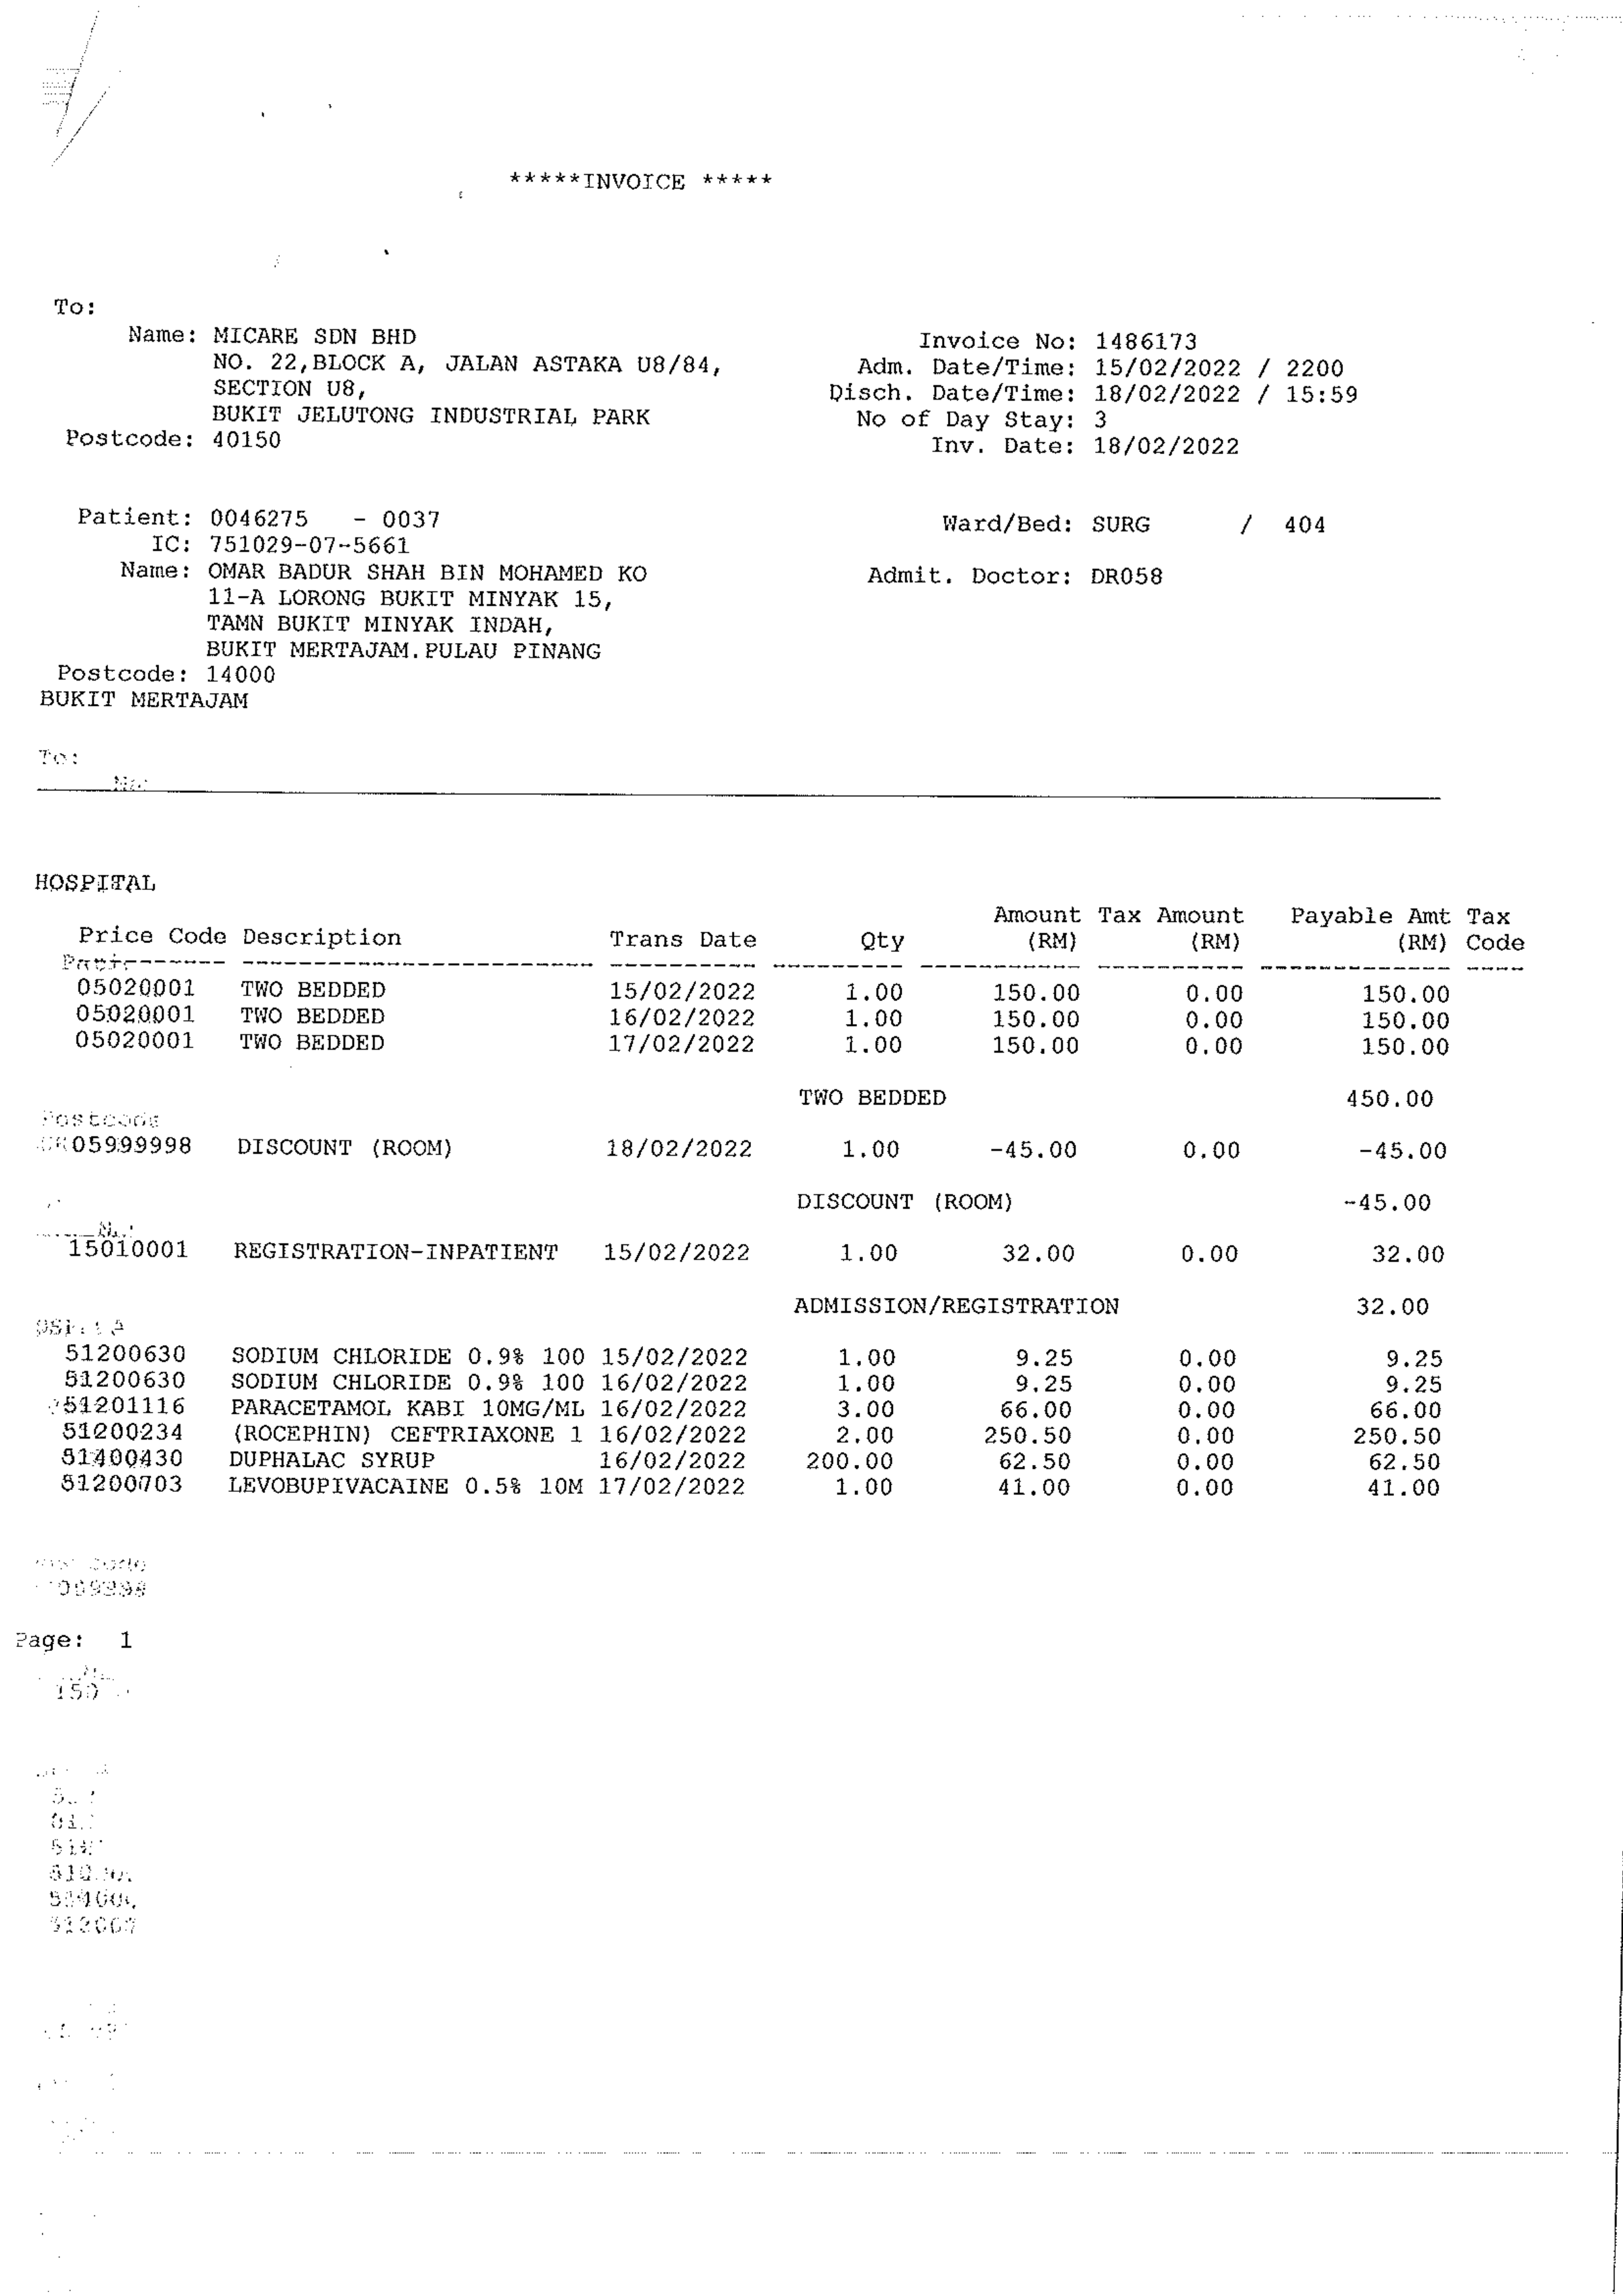 *****INVOICE *****
To:
Name: MICARE SDN BHD
NO. 22,BLOCK A, JALAN ASTAKA U8/84,
SECTION U8,
BUKIT JELUTONG INDUSTRIAL PARK
Postcode: 40150
Invoice No: 1486173
Adm. Date/Time: 15/02/2022 / 2200
Disch. Date/Time: 18/02/2022 / 15:59
No of Day Stay: 3
Inv. Date: 18/02/2022
Patient: 0046275 - 0037
IC: 751029-07-5661
Name: OMAR BADUR SHAH BIN MOHAMED KO
11-A LORONG BUKIT MINYAK 15,
TAMN BUKIT MINYAK INDAH,
BUKIT MERTAJAM.PULAU PINANG
Postcode: 14000
BUKIT MERTAJAM
Ward/Bed: SURG / 404
Admit. Doctor: DR058
To:
HOSPITAL
Amount Tax Amount Payable Amt Tax
Price Code Description Trans Date Qty (RM) (RM) (RM) Code
05020001 TWO BEDDED 15/02/2022 1.00 150.00 0.00 150.00
05020001 TWO BEDDED 16/02/2022 1.00 150.00 0.00 150.00
05020001 TWO BEDDED 17/02/2022 1.00 150.00 0.00 150.00
TWO BEDDED 450.00
Postcode
05999998 DISCOUNT (ROOM) 18/02/2022 1.00 -45.00 0.00 -45.00
DISCOUNT (ROOM) -45.00
15010001 REGISTRATION-INPATIENT 15/02/2022 1.00 32.00 0.00 32.00
ADMISSION/REGISTRATION 32.00
51200630 SODIUM CHLORIDE 0.9% 100 15/02/2022 1.00 9.25 0.00 9.25
51200630 SODIUM CHLORIDE 0.9% 100 16/02/2022 1.00 9.25 0.00 9.25
51201116 PARACETAMOL KABI 10MG/ML 16/02/2022 3.00 66.00 0.00 66.00
51200234 (ROCEPHIN) CEFTRIAXONE 1 16/02/2022 2.00 250.50 0.00 250.50
51400430 DUPHALAC SYRUP 16/02/2022 200.00 62.50 0.00 62.50
51200703 LEVOBUPIVACAINE 0.5% 10M 17/02/2022 1.00 41.00 0.00 41.00
Page: 1